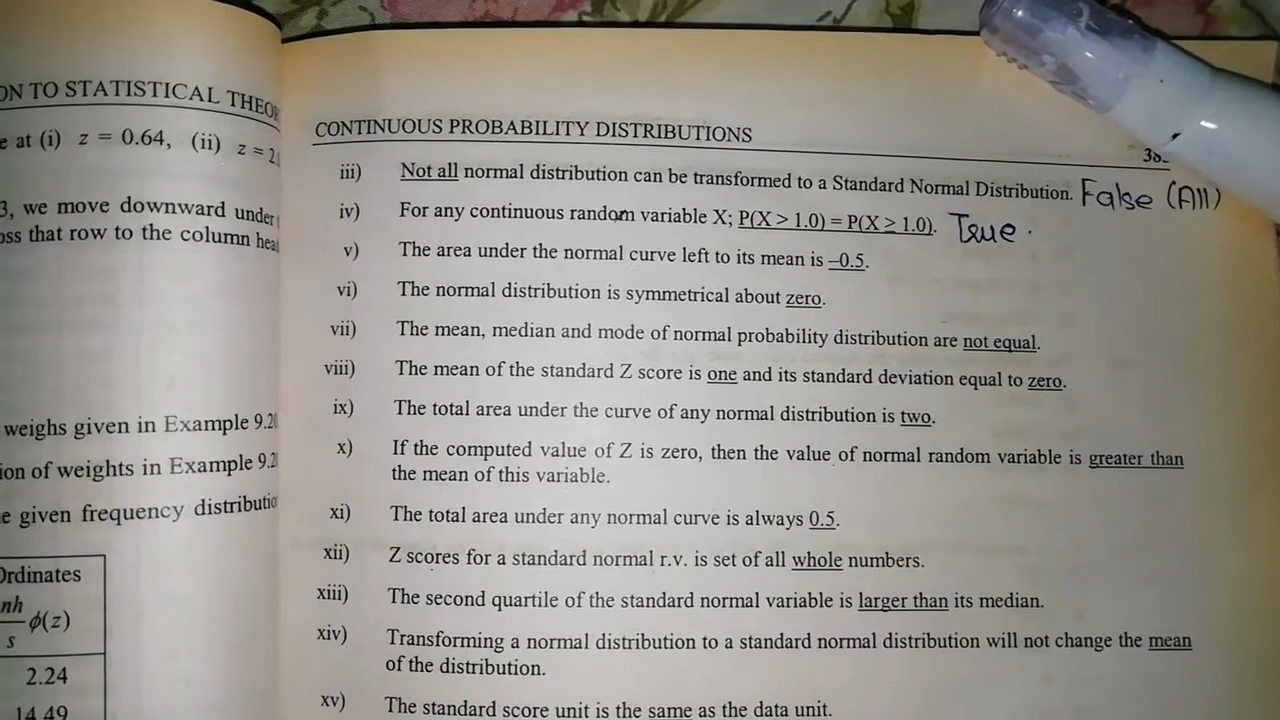 ON TO STATISTICAL THEO
e at (i) z = 0.64, (ii) z = 2.
3, we move downward under
oss that row to the column hea
weighs given in Example 9.2
ion of weights in Example 9.2
e given frequency distributio
Ordinates
nh/s ϕ(z)
2.24
14.49
CONTINUOUS PROBABILITY DISTRIBUTIONS
iii) Not all normal distribution can be transformed to a Standard Normal Distribution. False (All)
iv) For any continuous random variable X; P(X > 1.0) = P(X ≥ 1.0). True.
v) The area under the normal curve left to its mean is –0.5.
vi) The normal distribution is symmetrical about zero.
vii) The mean, median and mode of normal probability distribution are not equal.
viii) The mean of the standard Z score is one and its standard deviation equal to zero.
ix) The total area under the curve of any normal distribution is two.
x) If the computed value of Z is zero, then the value of normal random variable is greater than
the mean of this variable.
xi) The total area under any normal curve is always 0.5.
xii) Z scores for a standard normal r.v. is set of all whole numbers.
xiii) The second quartile of the standard normal variable is larger than its median.
xiv) Transforming a normal distribution to a standard normal distribution will not change the mean
of the distribution.
xv) The standard score unit is the same as the data unit.